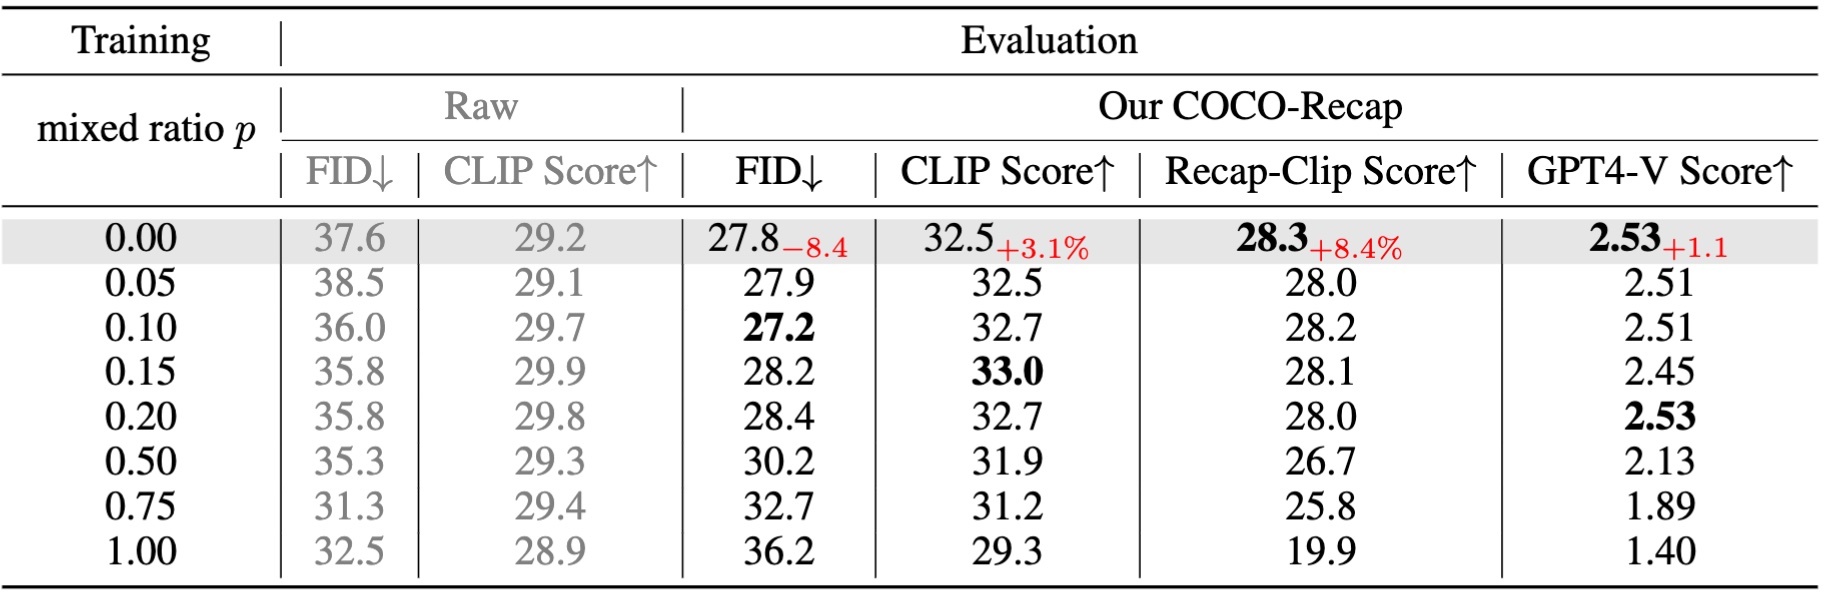 Training Evaluation
mixed ratio p Raw Our COCO-Recap
FID↓ CLIP Score↑ FID↓ CLIP Score↑ Recap-Clip Score↑ GPT4-V Score↑
0.00 37.6 29.2 27.8−8.4 32.5+3.1% 28.3+8.4% 2.53+1.1
0.05 38.5 29.1 27.9 32.5 28.0 2.51
0.10 36.0 29.7 27.2 32.7 28.2 2.51
0.15 35.8 29.9 28.2 33.0 28.1 2.45
0.20 35.8 29.8 28.4 32.7 28.0 2.53
0.50 35.3 29.3 30.2 31.9 26.7 2.13
0.75 31.3 29.4 32.7 31.2 25.8 1.89
1.00 32.5 28.9 36.2 29.3 19.9 1.40